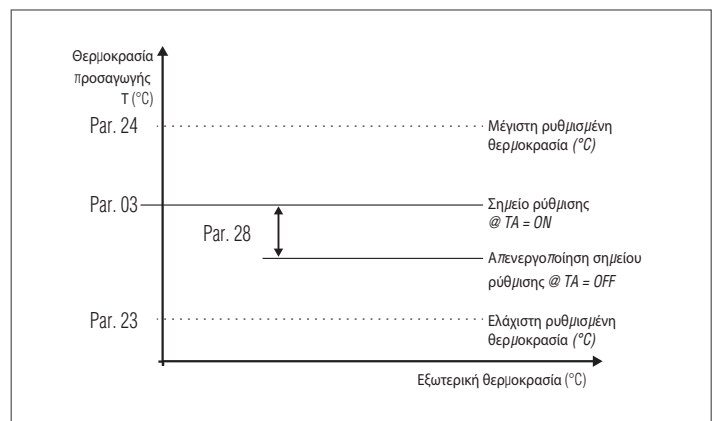 Θερμοκρασία
προσαγωγής
T (°C)
Par. 24
Μέγιστη ρυθμισμένη
θερμοκρασία (°C)
Par. 03
Σημείο ρύθμισης
@ TA = ON
Par. 28
Απενεργοποίηση σημείου
ρύθμισης @ TA = OFF
Par. 23
Ελάχιστη ρυθμισμένη
θερμοκρασία (°C)
Εξωτερική θερμοκρασία (°C)